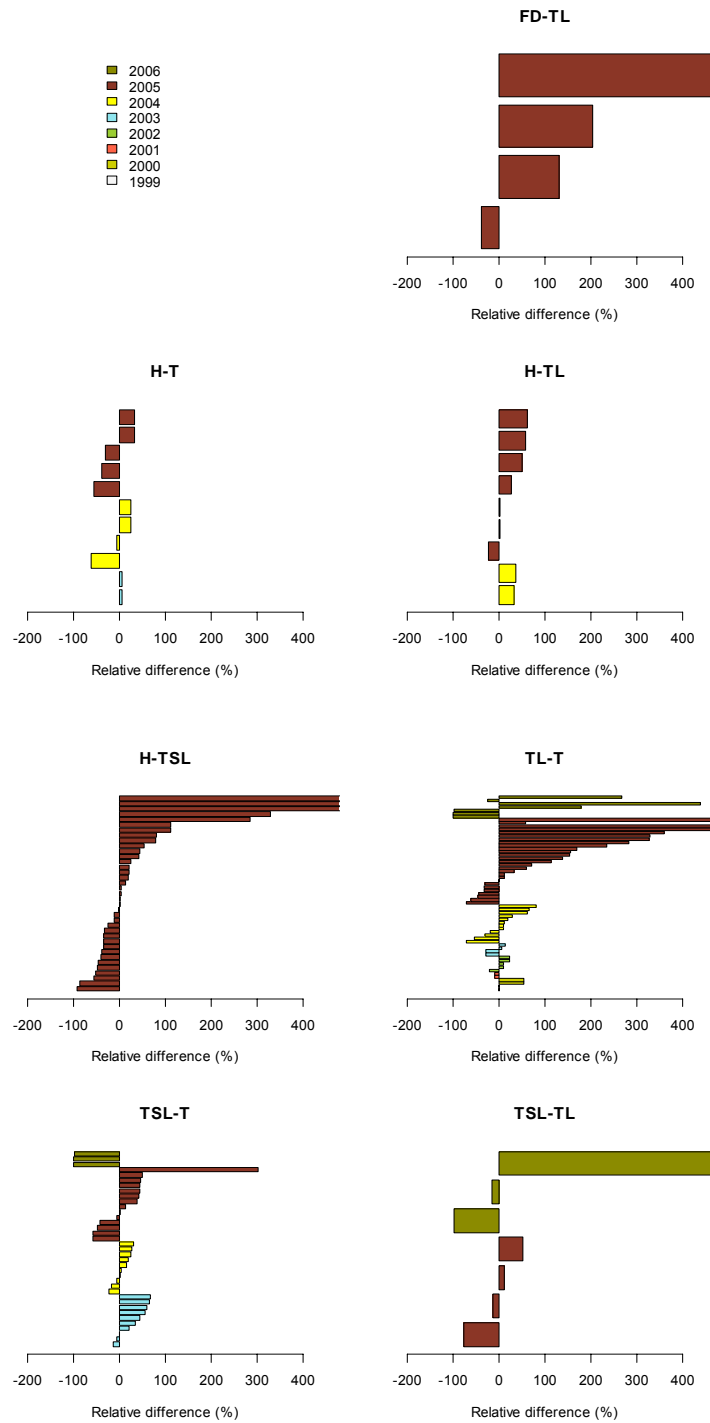 FD-TL
2006
2005
2004
2003
2002
2001
2000
1999
-200 -100 0 100 200 300 400
Relative difference (%)
H-T
H-TL
-200 -100 0 100 200 300 400
-200 -100 0 100 200 300 400
Relative difference (%)
Relative difference (%)
H-TSL
TL-T
-200 -100 0 100 200 300 400
-200 -100 0 100 200 300 400
Relative difference (%)
Relative difference (%)
TSL-T
TSL-TL
-200 -100 0 100 200 300 400
-200 -100 0 100 200 300 400
Relative difference (%)
Relative difference (%)